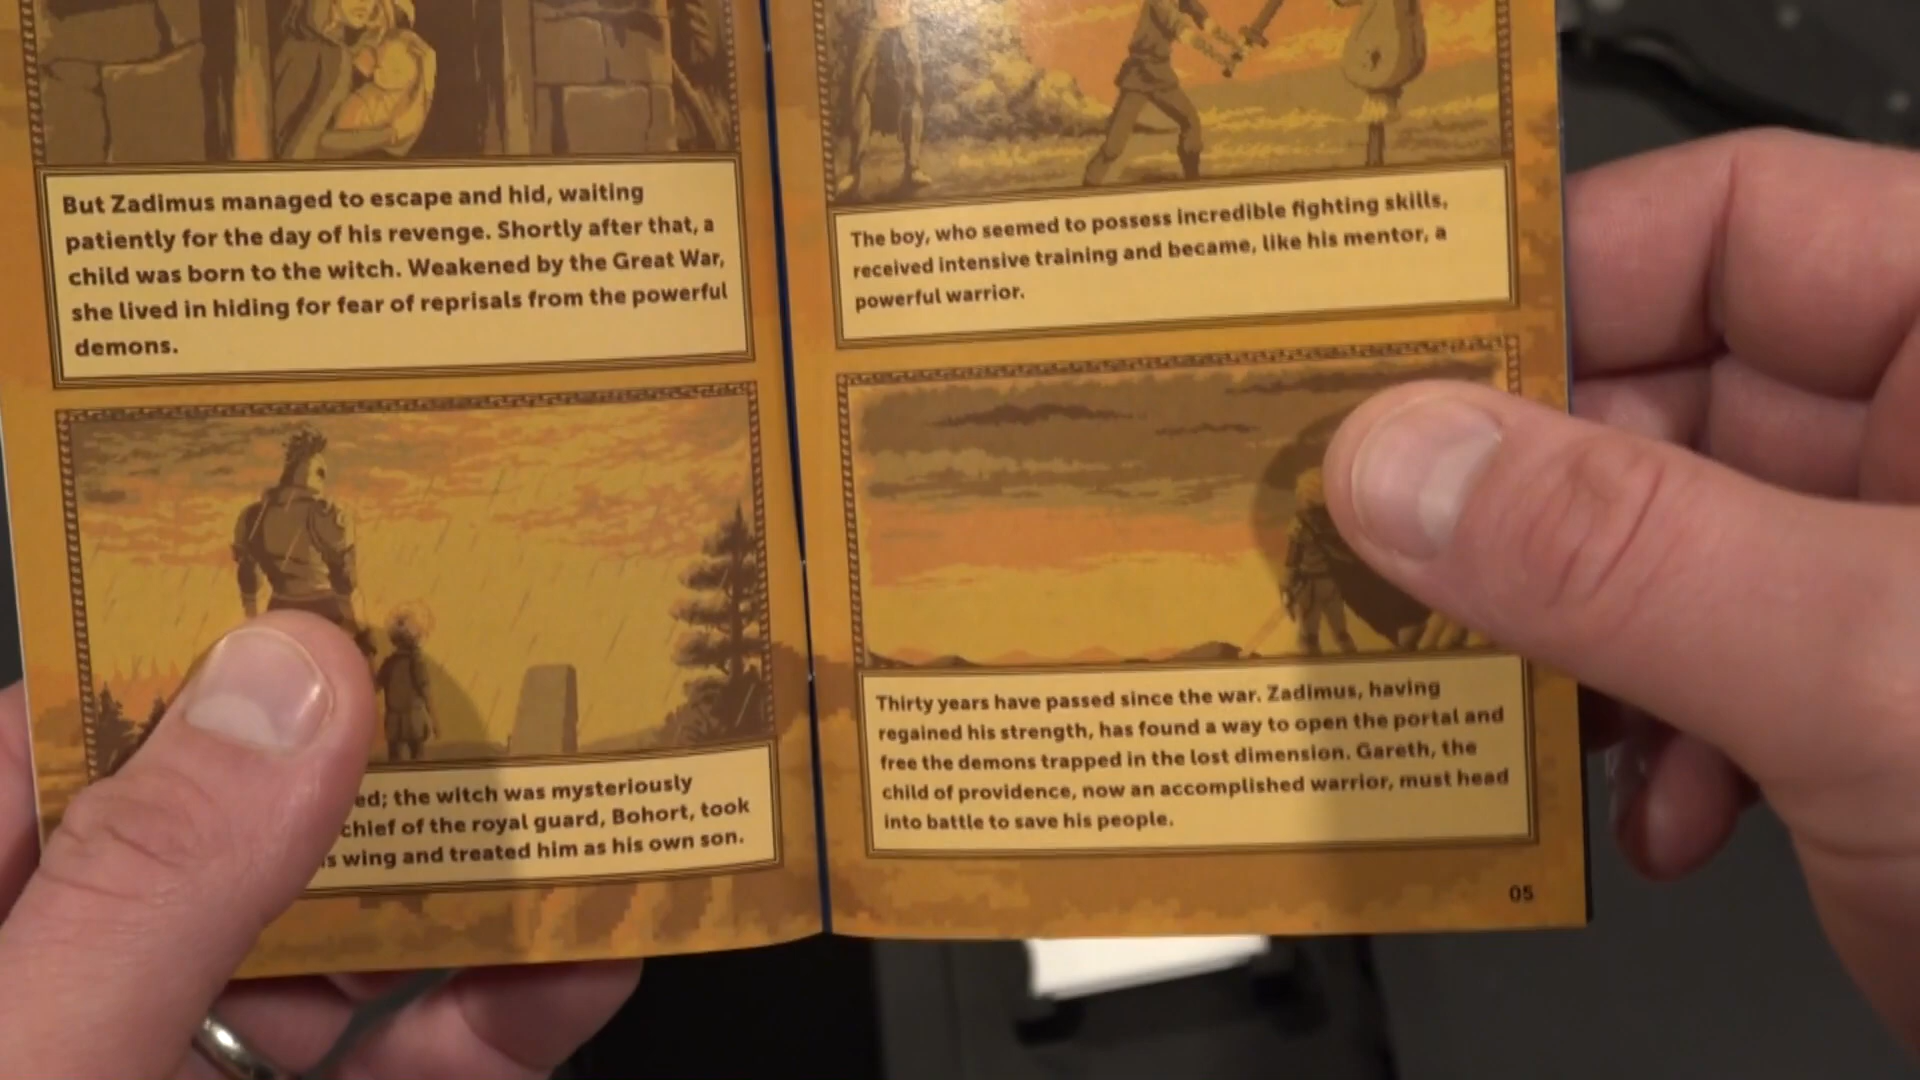 But Zadimus managed to escape and hid, waiting
patiently for the day of his revenge. Shortly after that, a
child was born to the witch. Weakened by the Great War,
she lived in hiding for fear of reprisals from the powerful
demons.
ed; the witch was mysteriously
chief of the royal guard, Bohort, took
s wing and treated him as his own son.
The boy, who seemed to possess incredible fighting skills,
received intensive training and became, like his mentor, a
powerful warrior.
Thirty years have passed since the war. Zadimus, having
regained his strength, has found a way to open the portal and
free the demons trapped in the lost dimension. Gareth, the
child of providence, now an accomplished warrior, must head
into battle to save his people.
05